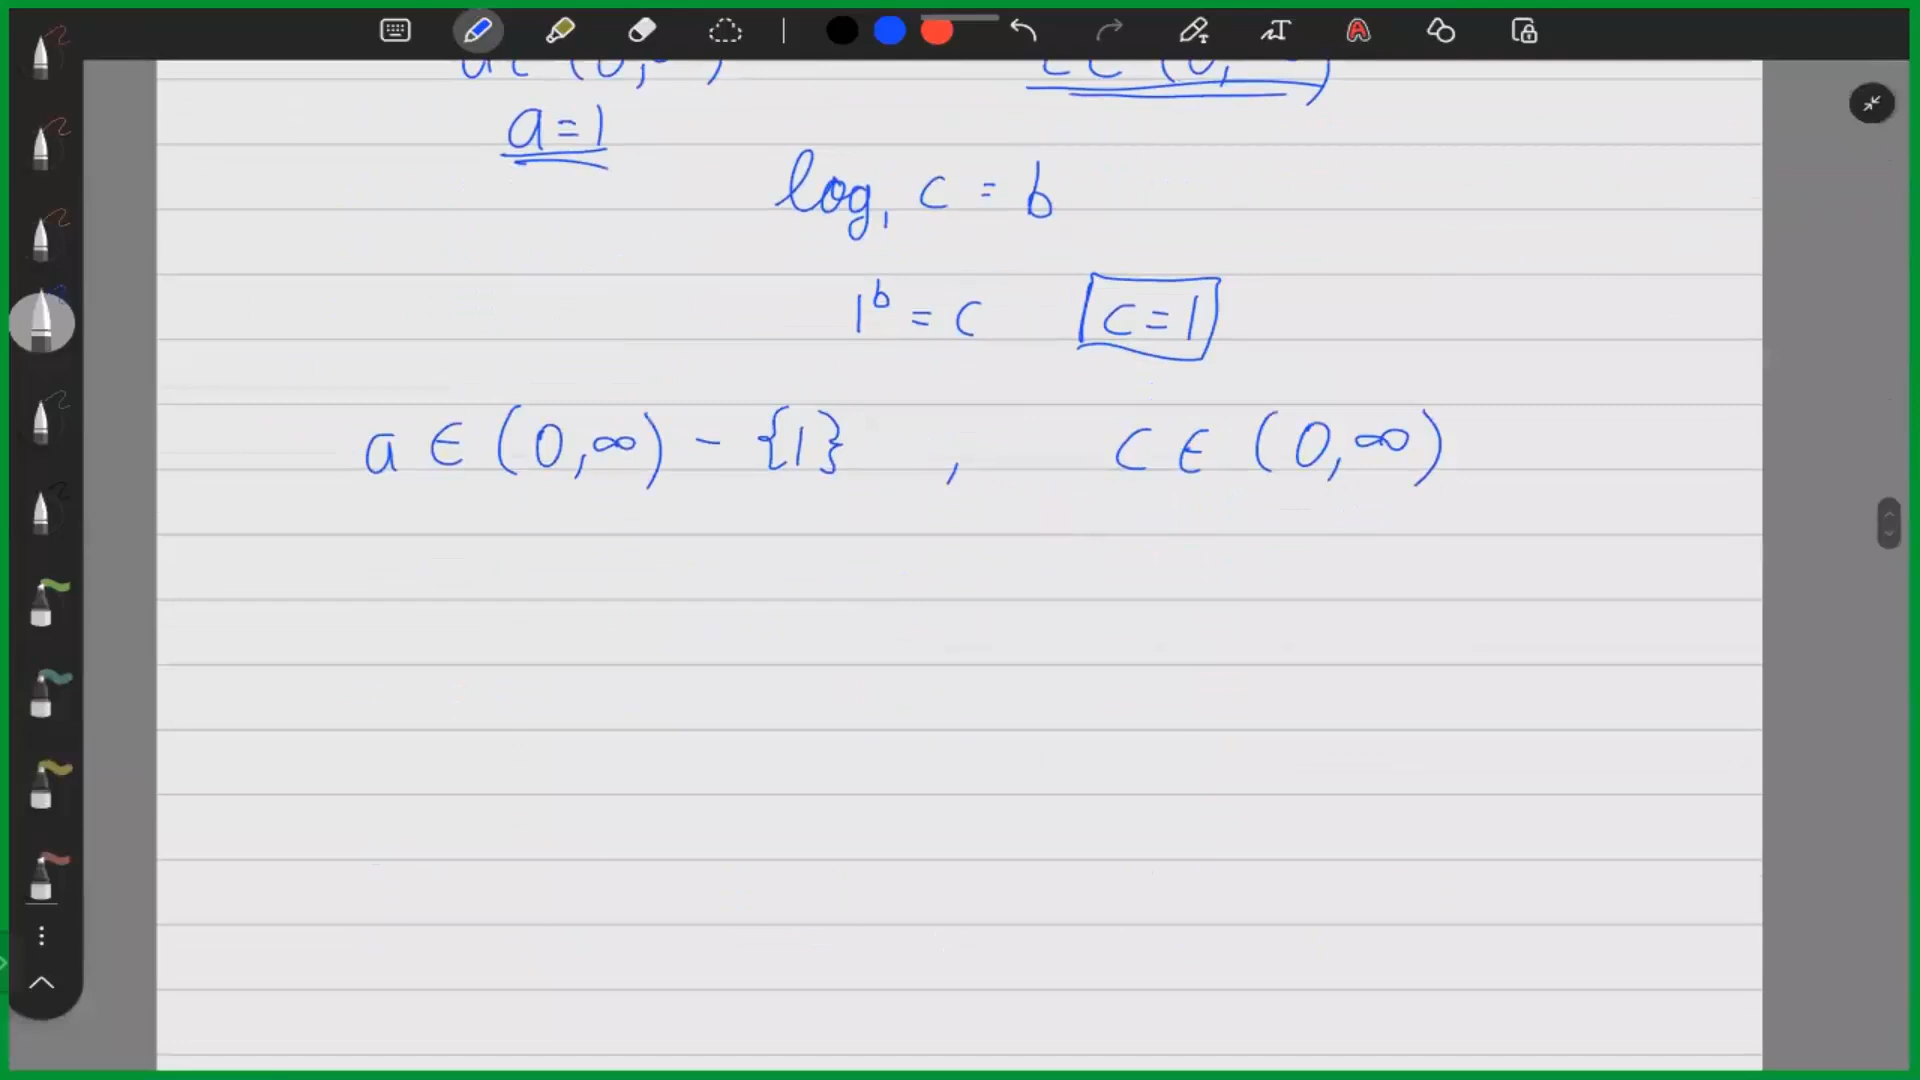 a = 1
log₁ c = b
1ᵇ = c    c = 1
a ∈ (0, ∞) - {1} , c ∈ (0, ∞)